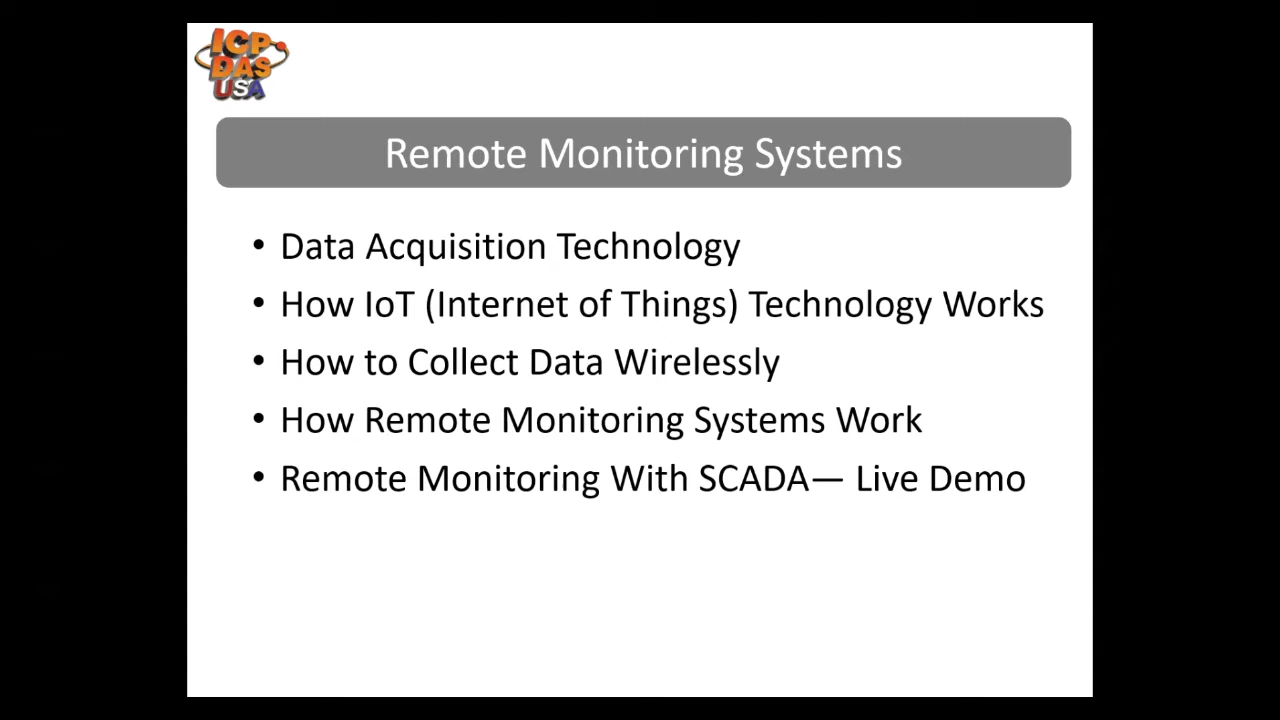 ICP
DAS
USA
Remote Monitoring Systems
• Data Acquisition Technology
• How IoT (Internet of Things) Technology Works
• How to Collect Data Wirelessly
• How Remote Monitoring Systems Work
• Remote Monitoring With SCADA— Live Demo